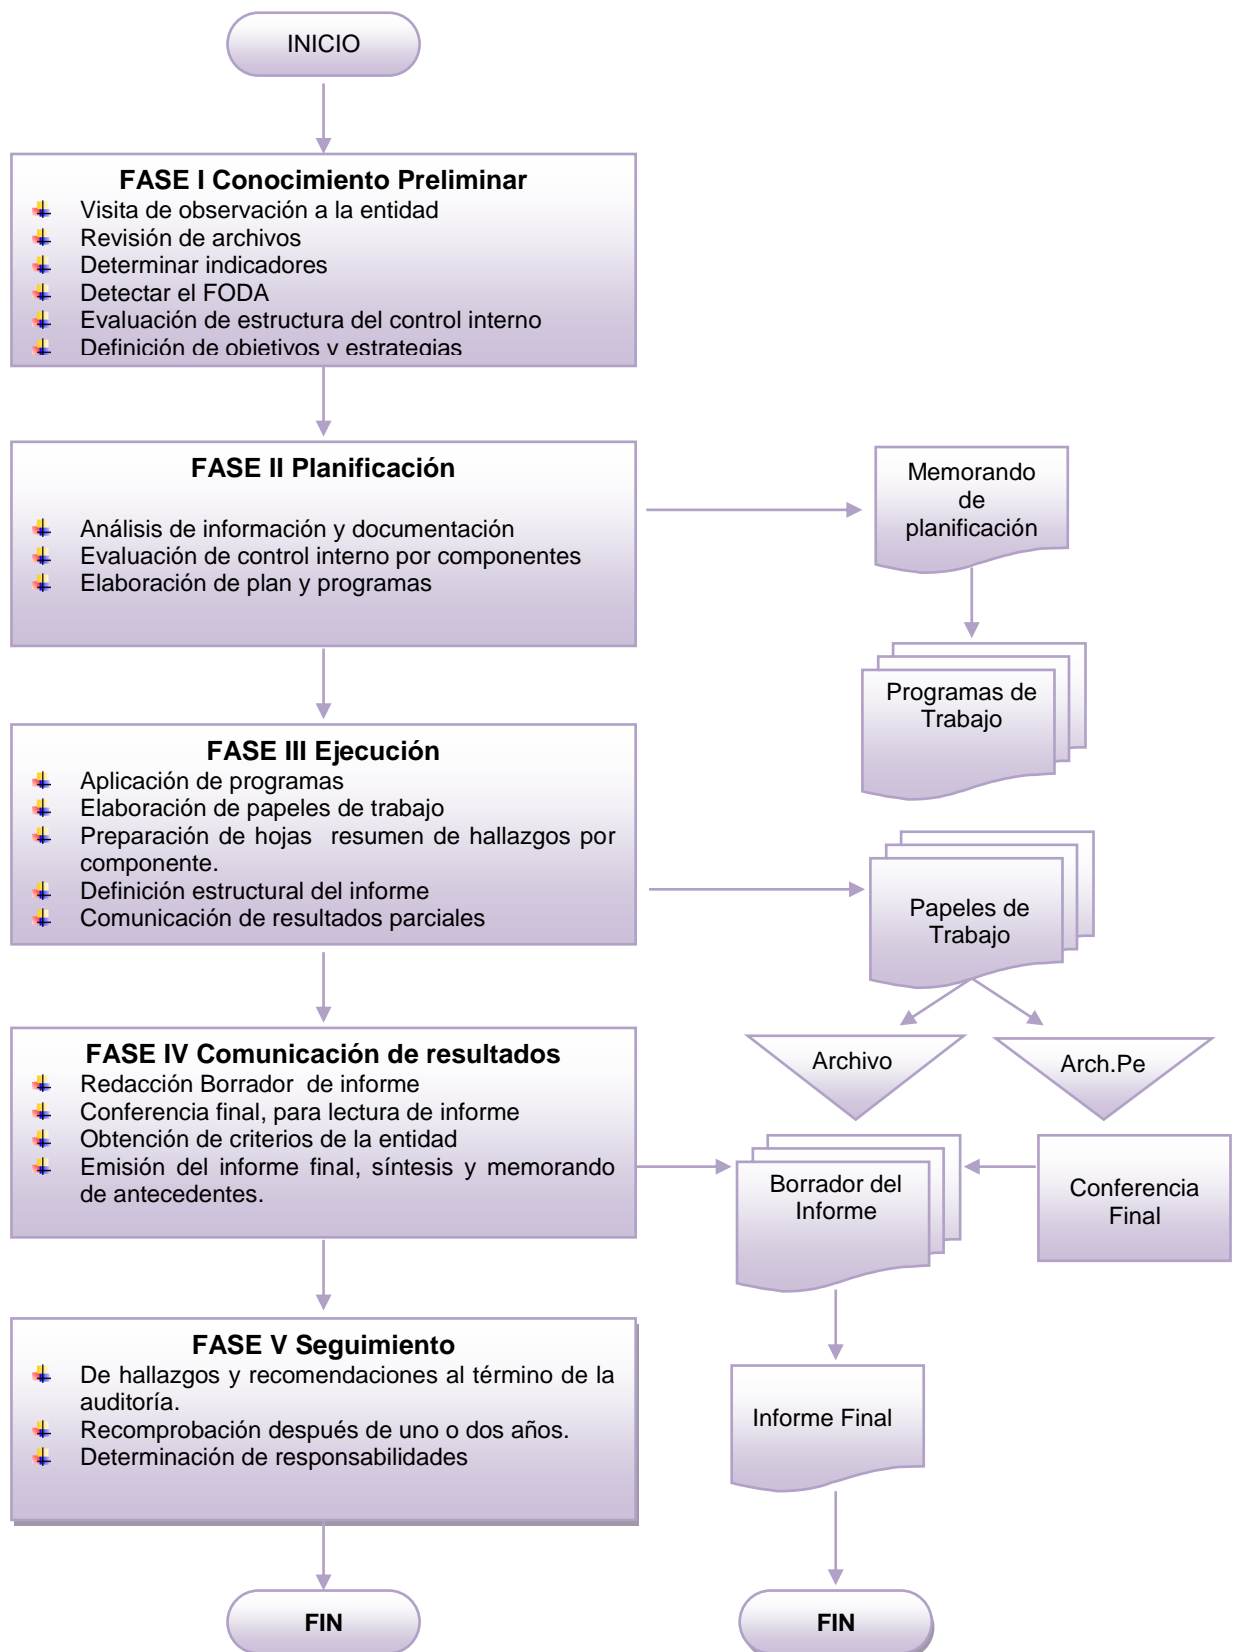 INICIO
FASE I Conocimiento Preliminar
Visita de observación a la entidad
Revisión de archivos
Determinar indicadores
Detectar el FODA
Evaluación de estructura del control interno
Definición de objetivos y estrategias
FASE II Planificación
Análisis de información y documentación
Evaluación de control interno por componentes
Elaboración de plan y programas
Memorando
de
planificación
Programas de
Trabajo
FASE III Ejecución
Aplicación de programas
Elaboración de papeles de trabajo
Preparación de hojas resumen de hallazgos por
componente.
Definición estructural del informe
Comunicación de resultados parciales
Papeles de
Trabajo
Archivo
Arch.Pe
FASE IV Comunicación de resultados
Redacción Borrador de informe
Conferencia final, para lectura de informe
Obtención de criterios de la entidad
Emisión del informe final, síntesis y memorando
de antecedentes.
Borrador del
Informe
Conferencia
Final
FASE V Seguimiento
De hallazgos y recomendaciones al término de la
auditoría.
Recomprobación después de uno o dos años.
Determinación de responsabilidades
Informe Final
FIN
FIN